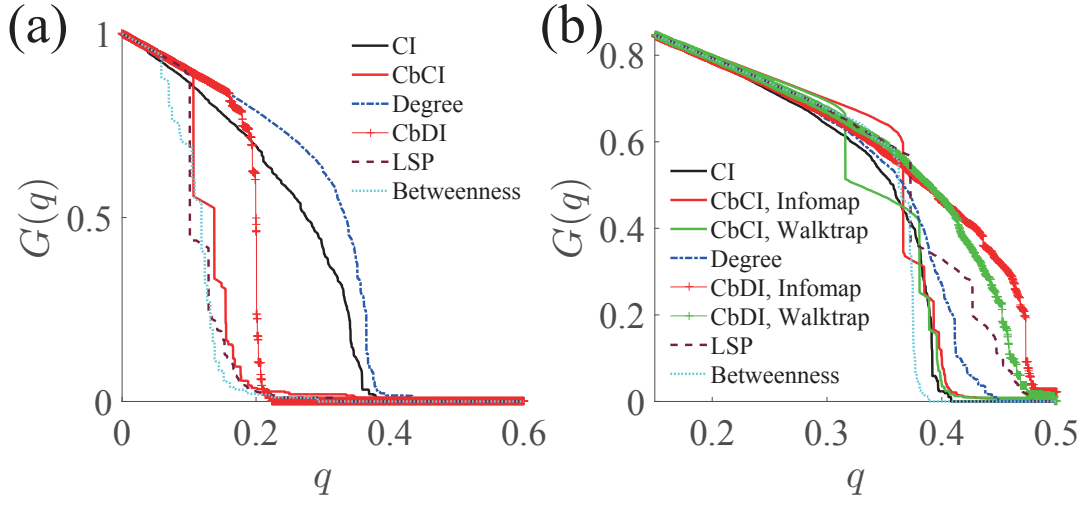 (a)
1
0.5
0
G(q)
CI
CbCI
Degree
CbDI
LSP
Betweenness
0 0.2 0.4 0.6
q
(b)
0.8
0.6
0.4
0.2
0
G(q)
CI
CbCI, Infomap
CbCI, Walktrap
Degree
CbDI, Infomap
CbDI, Walktrap
LSP
Betweenness
0.2 0.3 0.4 0.5
q